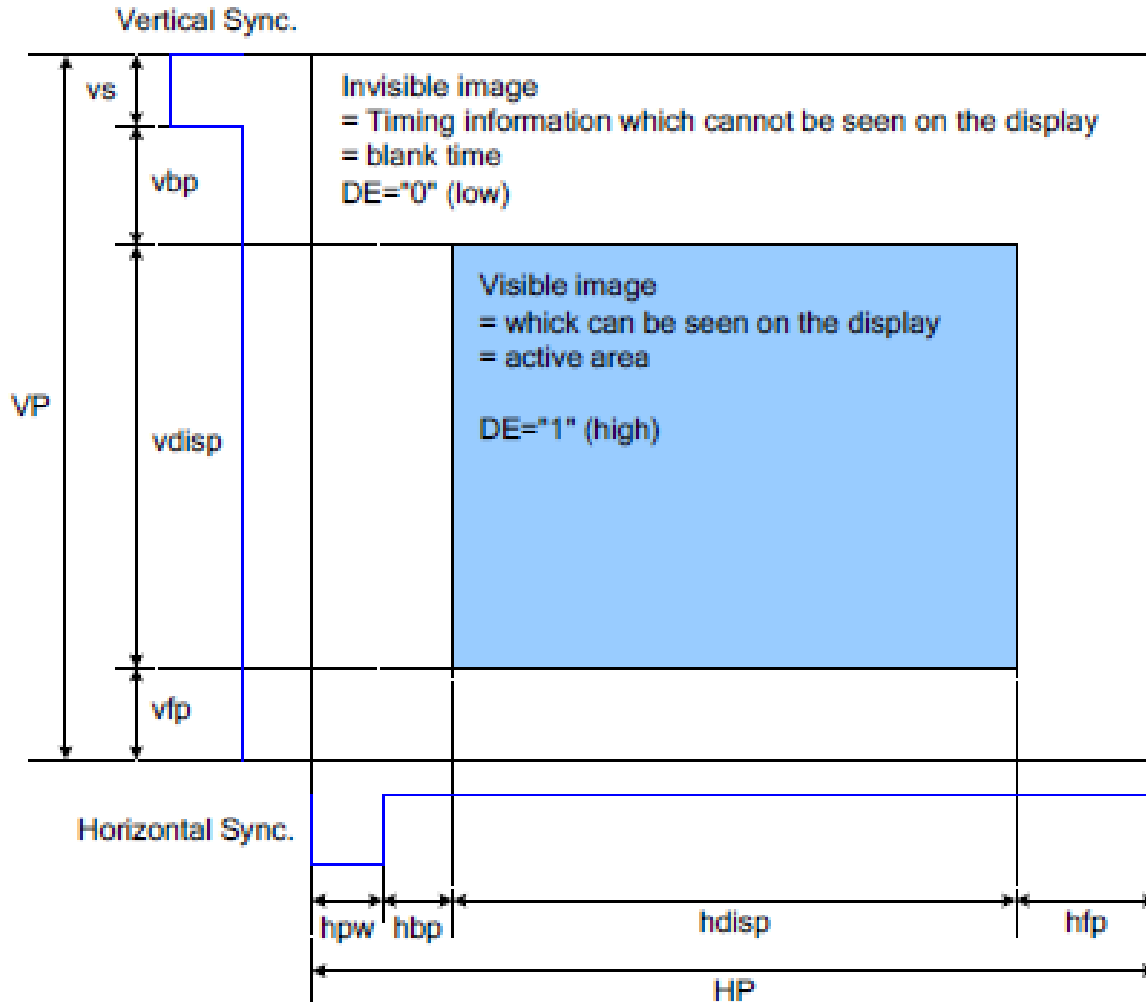 Vertical Sync.
vs
Invisible image
= Timing information which cannot be seen on the display
= blank time
DE="0" (low)
vbp
Visible image
= whick can be seen on the display
= active area
DE="1" (high)
VP
vdisp
vfp
Horizontal Sync.
hpw
hbp
hdisp
hfp
HP